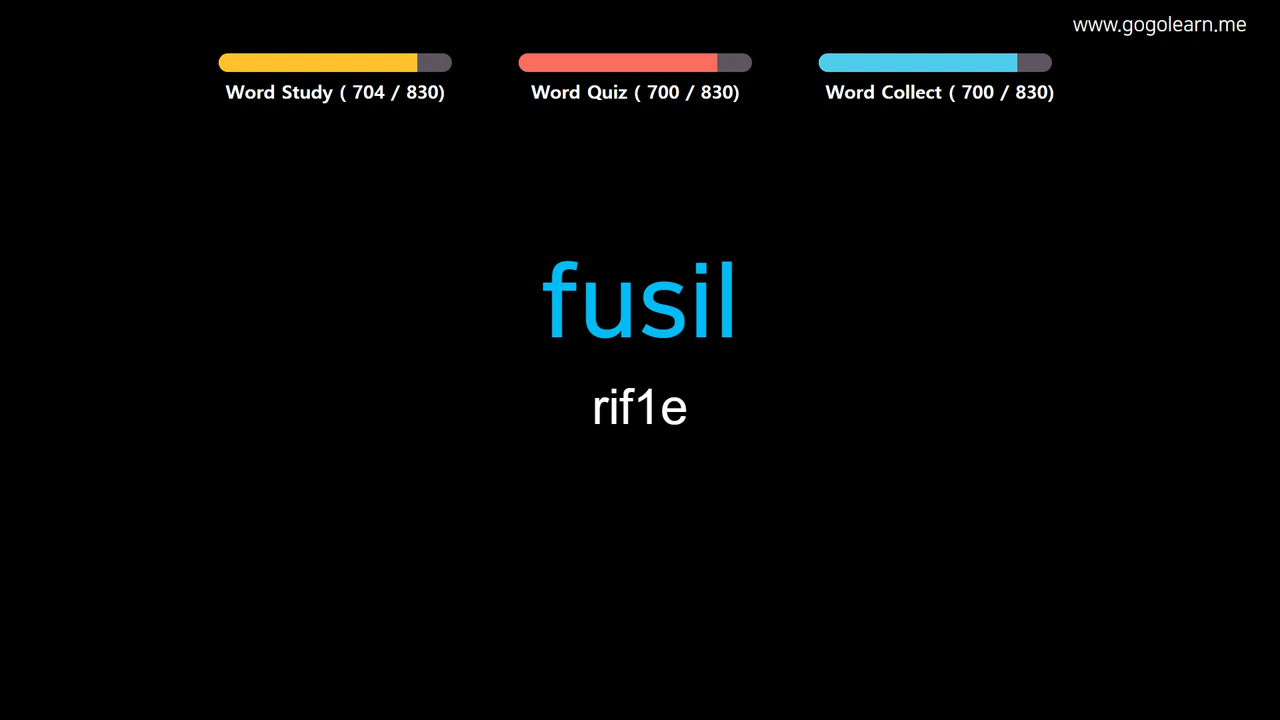 www.gogolearn.me
Word Study ( 704 / 830)
Word Quiz ( 700 / 830)
Word Collect ( 700 / 830)
fusil
rif1e